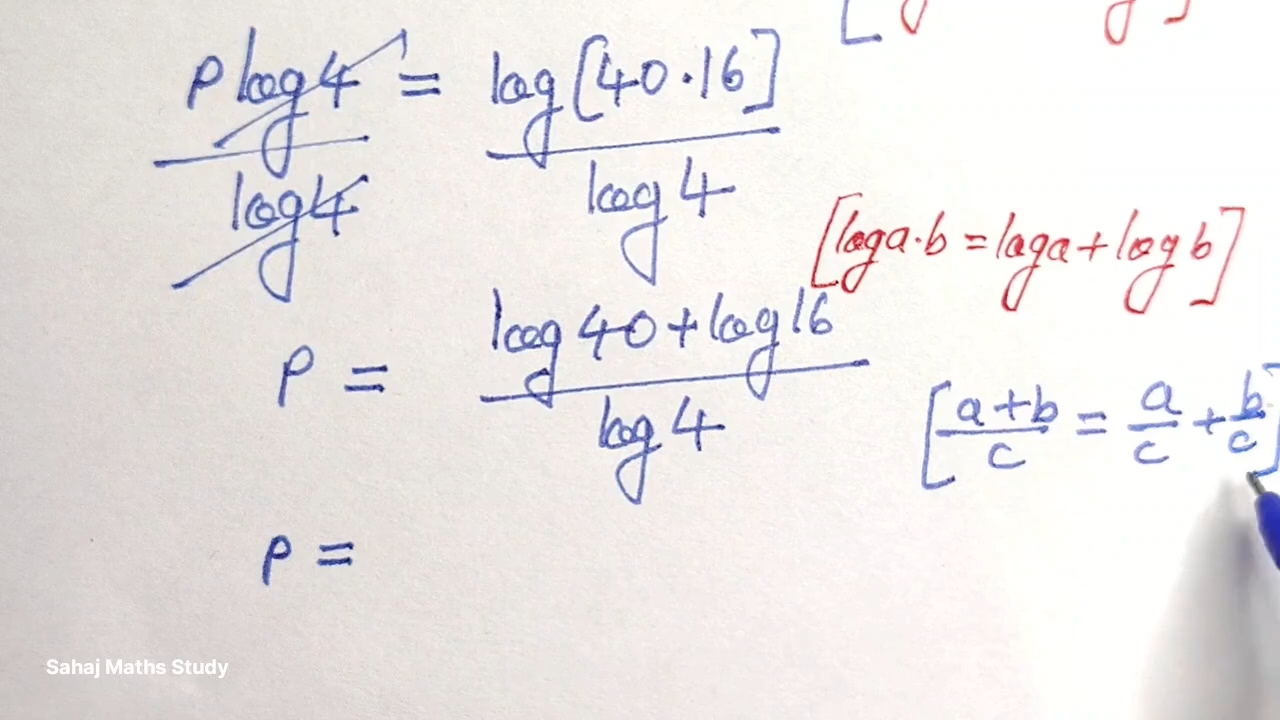 p log 4 / log 4 = log [40·16] / log 4
[log a·b = log a + log b]
p = log 40 + log 16 / log 4
[a+b / c = a/c + b/c]
p =
Sahaj Maths Study